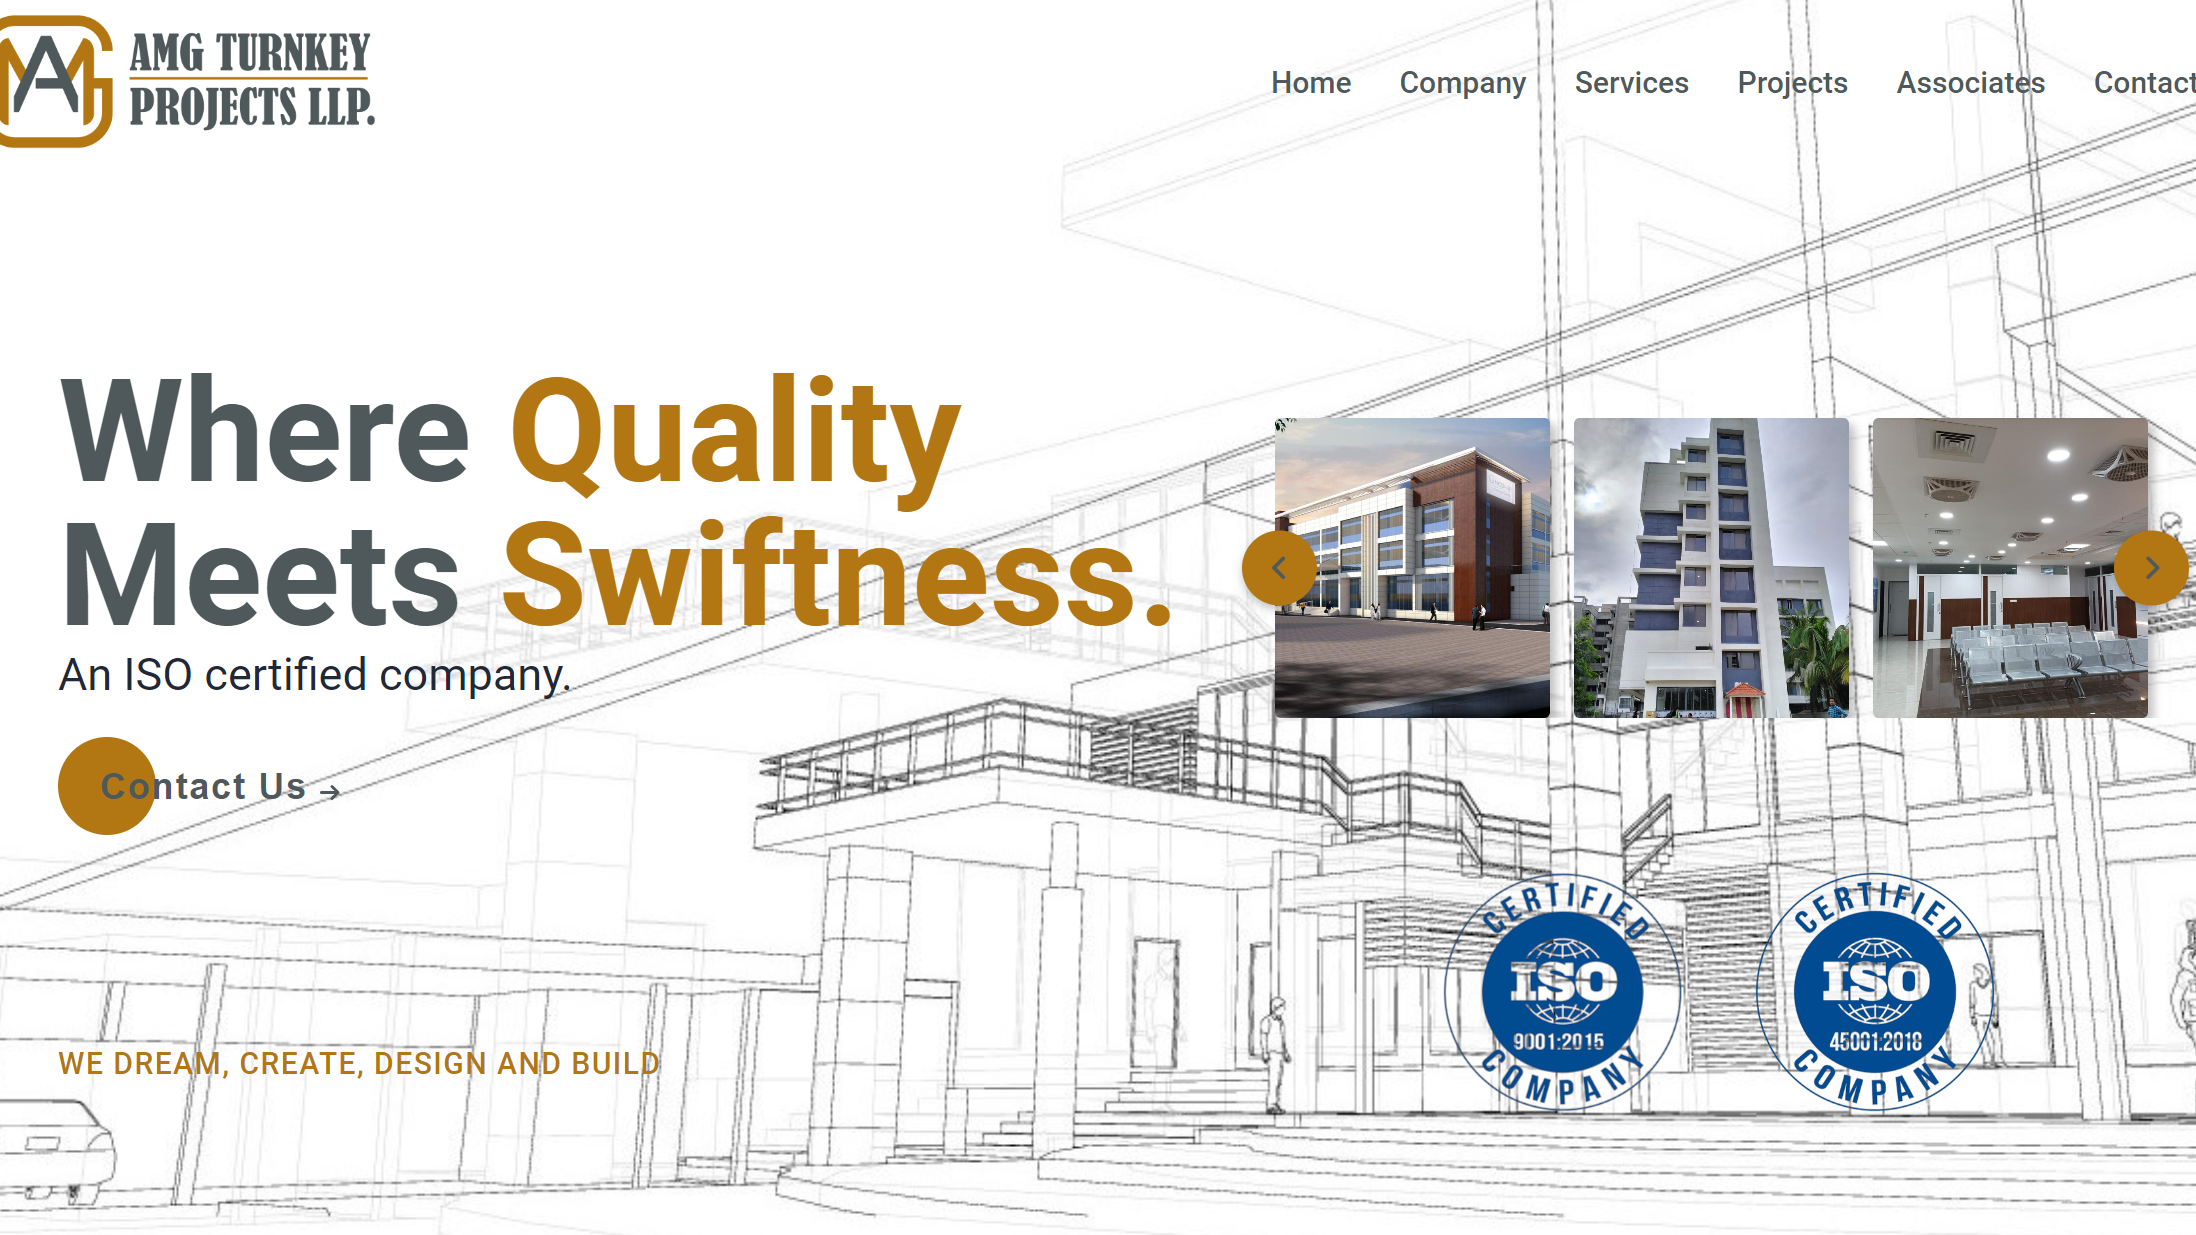 AMG TURNKEY
PROJECTS LLP.
Home Company Services Projects Associates Contact
Where Quality
Meets Swiftness.
An ISO certified company.
Contact Us →
WE DREAM, CREATE, DESIGN AND BUILD
CERTIFIED
ISO
9001:2015
COMPANY
CERTIFIED
ISO
45001:2018
COMPANY